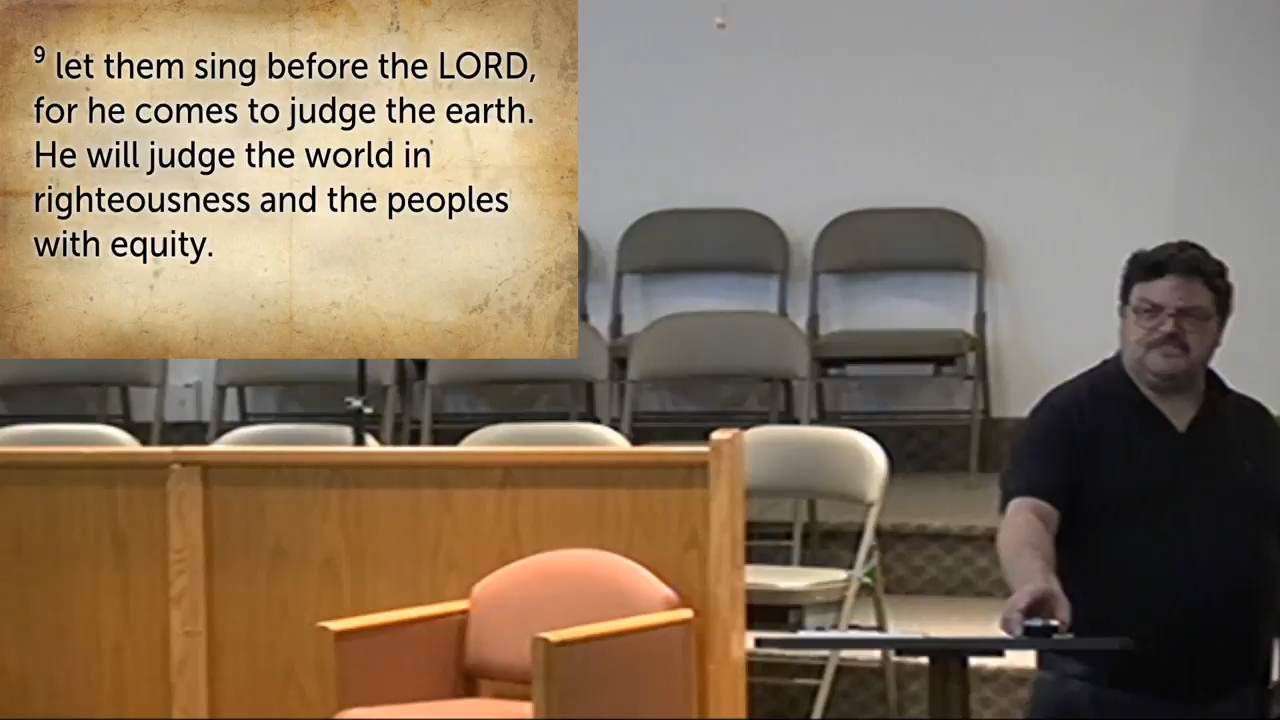 9 let them sing before the LORD,
for he comes to judge the earth.
He will judge the world in
righteousness and the peoples
with equity.